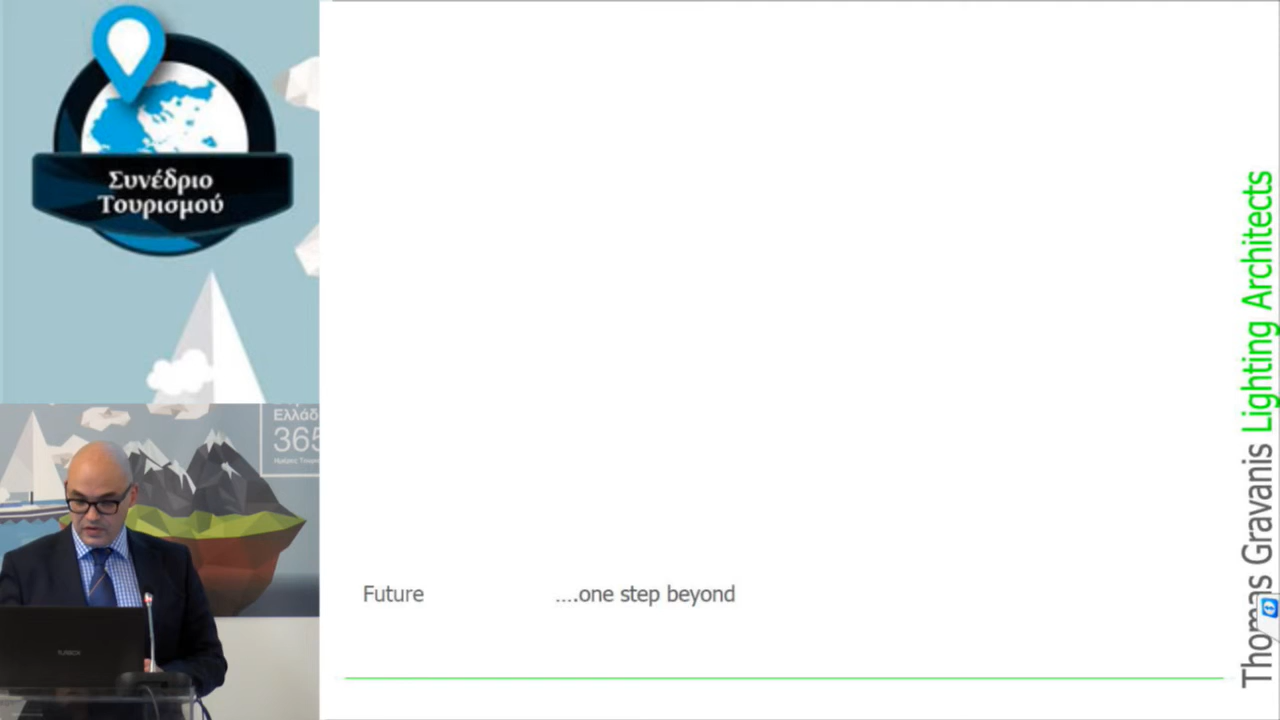 Συνέδριο
Τουρισμού
Ελλάδ
365
Future ….one step beyond
Thomas Gravanis Lighting Architects